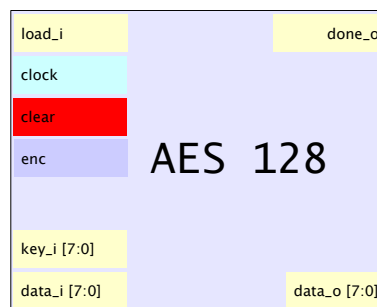 load_i done_o
clock
clear
enc
AES 128
key_i [7:0]
data_i [7:0] data_o [7:0]